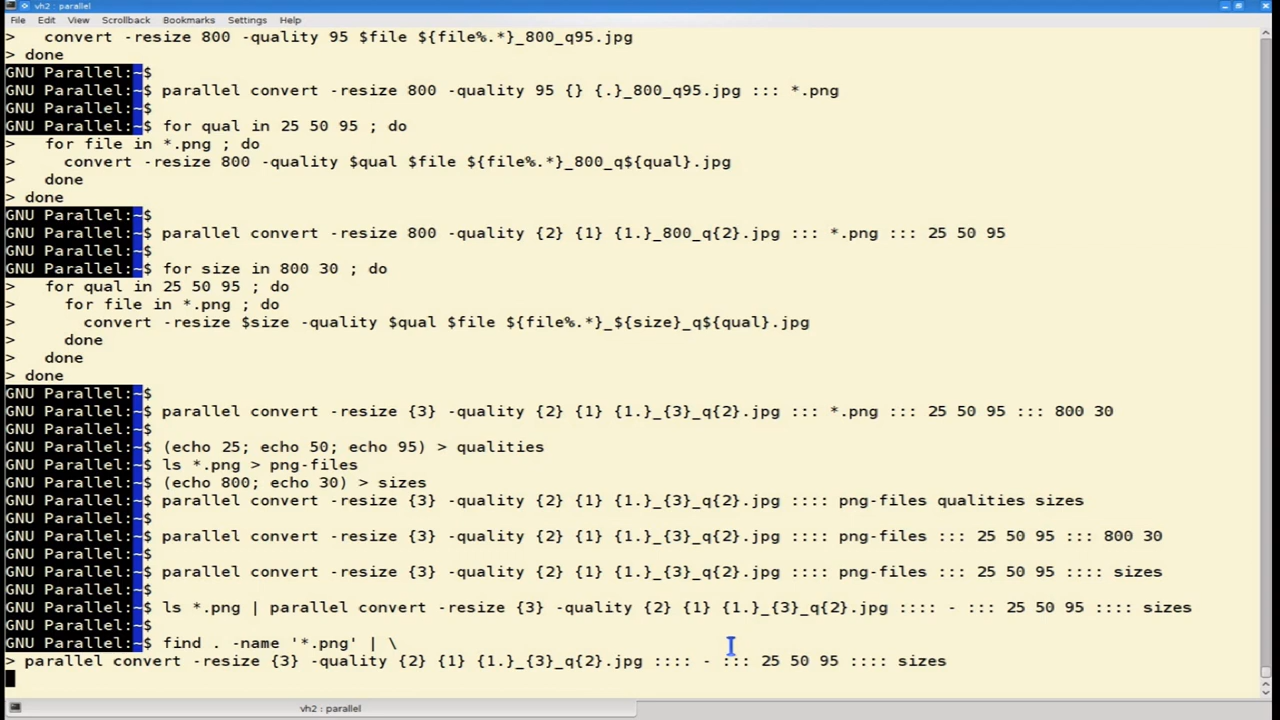 vh2 : parallel
File Edit View Scrollback Bookmarks Settings Help
>   convert -resize 800 -quality 95 $file ${file%.*}_800_q95.jpg
> done
GNU Parallel:~$
GNU Parallel:~$ parallel convert -resize 800 -quality 95 {} {.}_800_q95.jpg ::: *.png
GNU Parallel:~$
GNU Parallel:~$ for qual in 25 50 95 ; do
>   for file in *.png ; do
>     convert -resize 800 -quality $qual $file ${file%.*}_800_q${qual}.jpg
>   done
> done
GNU Parallel:~$
GNU Parallel:~$ parallel convert -resize 800 -quality {2} {1} {1.}_800_q{2}.jpg ::: *.png ::: 25 50 95
GNU Parallel:~$
GNU Parallel:~$ for size in 800 30 ; do
>   for qual in 25 50 95 ; do
>     for file in *.png ; do
>       convert -resize $size -quality $qual $file ${file%.*}_${size}_q${qual}.jpg
>     done
>   done
> done
GNU Parallel:~$
GNU Parallel:~$ parallel convert -resize {3} -quality {2} {1} {1.}_{3}_q{2}.jpg ::: *.png ::: 25 50 95 ::: 800 30
GNU Parallel:~$
GNU Parallel:~$ (echo 25; echo 50; echo 95) > qualities
GNU Parallel:~$ ls *.png > png-files
GNU Parallel:~$ (echo 800; echo 30) > sizes
GNU Parallel:~$ parallel convert -resize {3} -quality {2} {1} {1.}_{3}_q{2}.jpg :::: png-files qualities sizes
GNU Parallel:~$
GNU Parallel:~$ parallel convert -resize {3} -quality {2} {1} {1.}_{3}_q{2}.jpg :::: png-files ::: 25 50 95 ::: 800 30
GNU Parallel:~$
GNU Parallel:~$ parallel convert -resize {3} -quality {2} {1} {1.}_{3}_q{2}.jpg :::: png-files ::: 25 50 95 :::: sizes
GNU Parallel:~$
GNU Parallel:~$ ls *.png | parallel convert -resize {3} -quality {2} {1} {1.}_{3}_q{2}.jpg :::: - ::: 25 50 95 :::: sizes
GNU Parallel:~$
GNU Parallel:~$ find . -name '*.png' | \
> parallel convert -resize {3} -quality {2} {1} {1.}_{3}_q{2}.jpg :::: - ::: 25 50 95 :::: sizes
vh2 : parallel